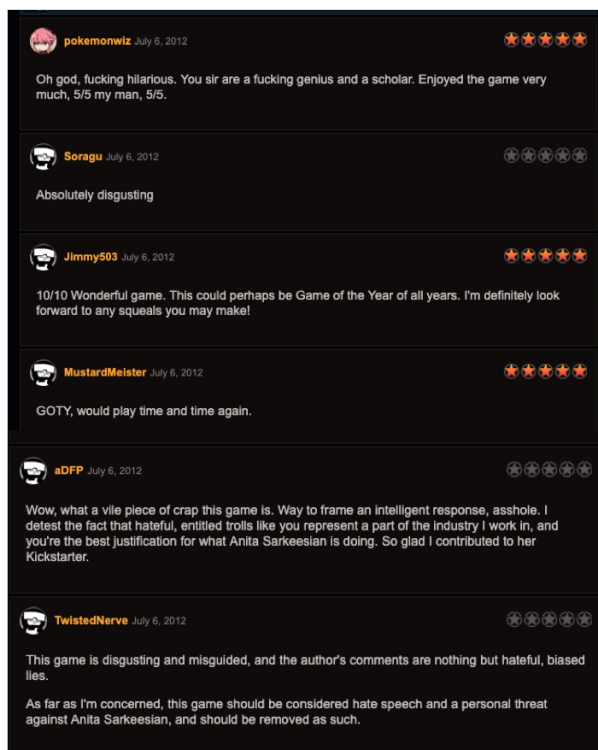 pokemonwiz July 6, 2012
Oh god, fucking hilarious. You sir are a fucking genius and a scholar. Enjoyed the game very
much, 5/5 my man, 5/5.
Soragu July 6, 2012
Absolutely disgusting
Jimmy503 July 6, 2012
10/10 Wonderful game. This could perhaps be Game of the Year of all years. I'm definitely look
forward to any squeals you may make!
MustardMeister July 6, 2012
GOTY, would play time and time again.
aDFP July 6, 2012
Wow, what a vile piece of crap this game is. Way to frame an intelligent response, asshole. I
detest the fact that hateful, entitled trolls like you represent a part of the industry I work in, and
you're the best justification for what Anita Sarkeesian is doing. So glad I contributed to her
Kickstarter.
TwistedNerve July 6, 2012
This game is disgusting and misguided, and the author's comments are nothing but hateful, biased
lies.
As far as I'm concerned, this game should be considered hate speech and a personal threat
against Anita Sarkeesian, and should be removed as such.